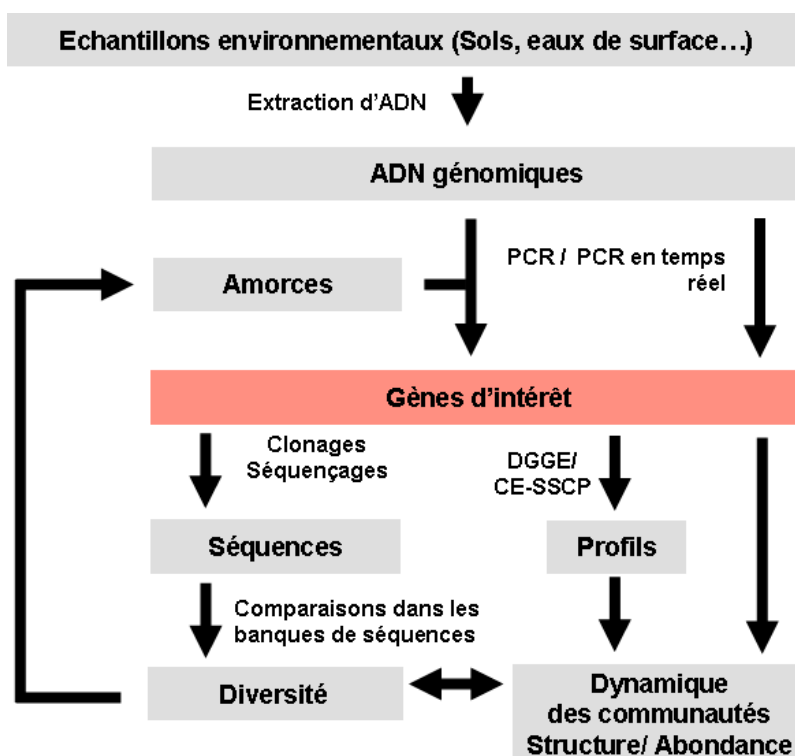 Echantillons environnementaux (Sols, eaux de surface…)
Extraction d’ADN
ADN génomiques
PCR / PCR en temps
réel
Amorces
Gènes d’intérêt
Clonages
Séquençages
DGGE/
CE-SSCP
Séquences
Profils
Comparaisons dans les
banques de séquences
Diversité
Dynamique
des communautés
Structure/ Abondance